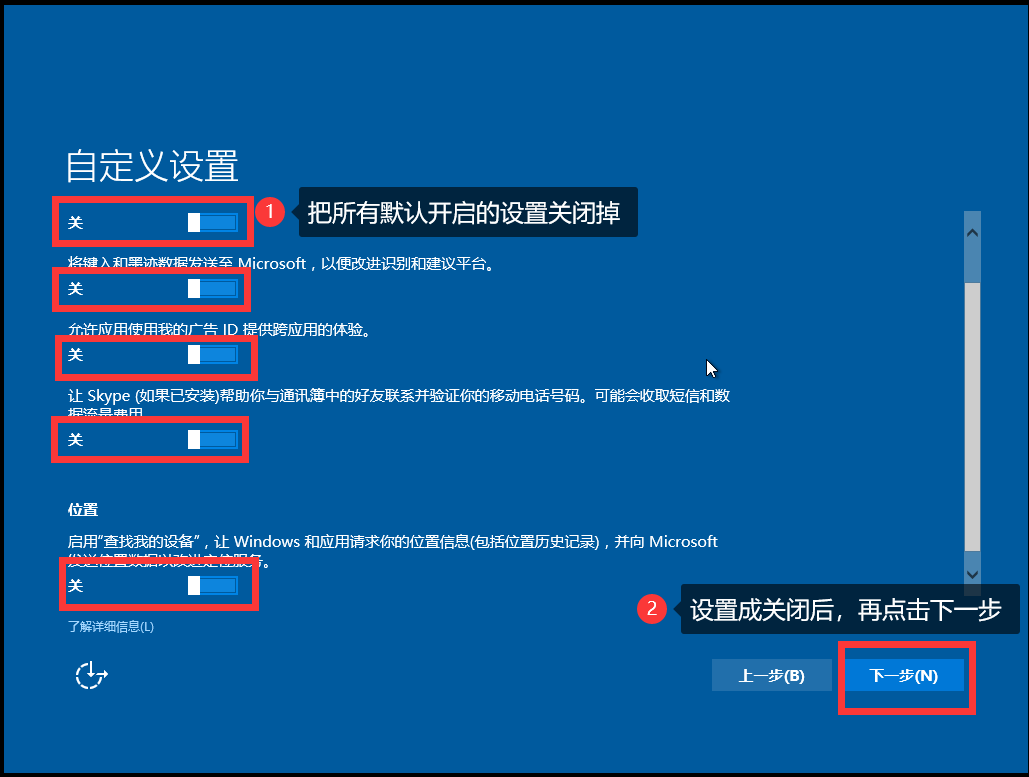 自定义设置
关
1
把所有默认开启的设置关闭掉
将键入和墨迹数据发送至 Microsoft，以便改进识别和建议平台。
关
允许应用使用我的广告 ID 提供跨应用的体验。
关
让 Skype (如果已安装)帮助你与通讯簿中的好友联系并验证你的移动电话号码。可能会收取短信和数
据流量费用
关
位置
启用“查找我的设备”，让 Windows 和应用请求你的位置信息(包括位置历史记录)，并向 Microsoft
发送位置数据以改进定位服务。
关
了解详细信息(L)
2
设置成关闭后，再点击下一步
上一步(B)
下一步(N)